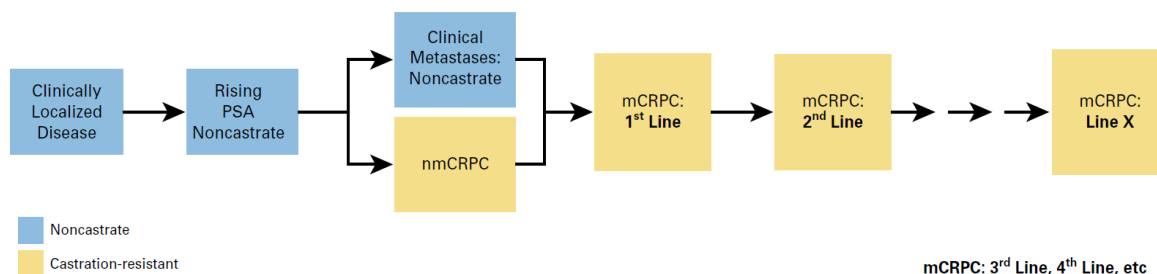 Clinically
Localized
Disease
Rising
PSA
Noncastrate
Clinical
Metastases:
Noncastrate
nmCRPC
mCRPC:
1st Line
mCRPC:
2nd Line
mCRPC:
Line X
Noncastrate
Castration-resistant
mCRPC: 3rd Line, 4th Line, etc